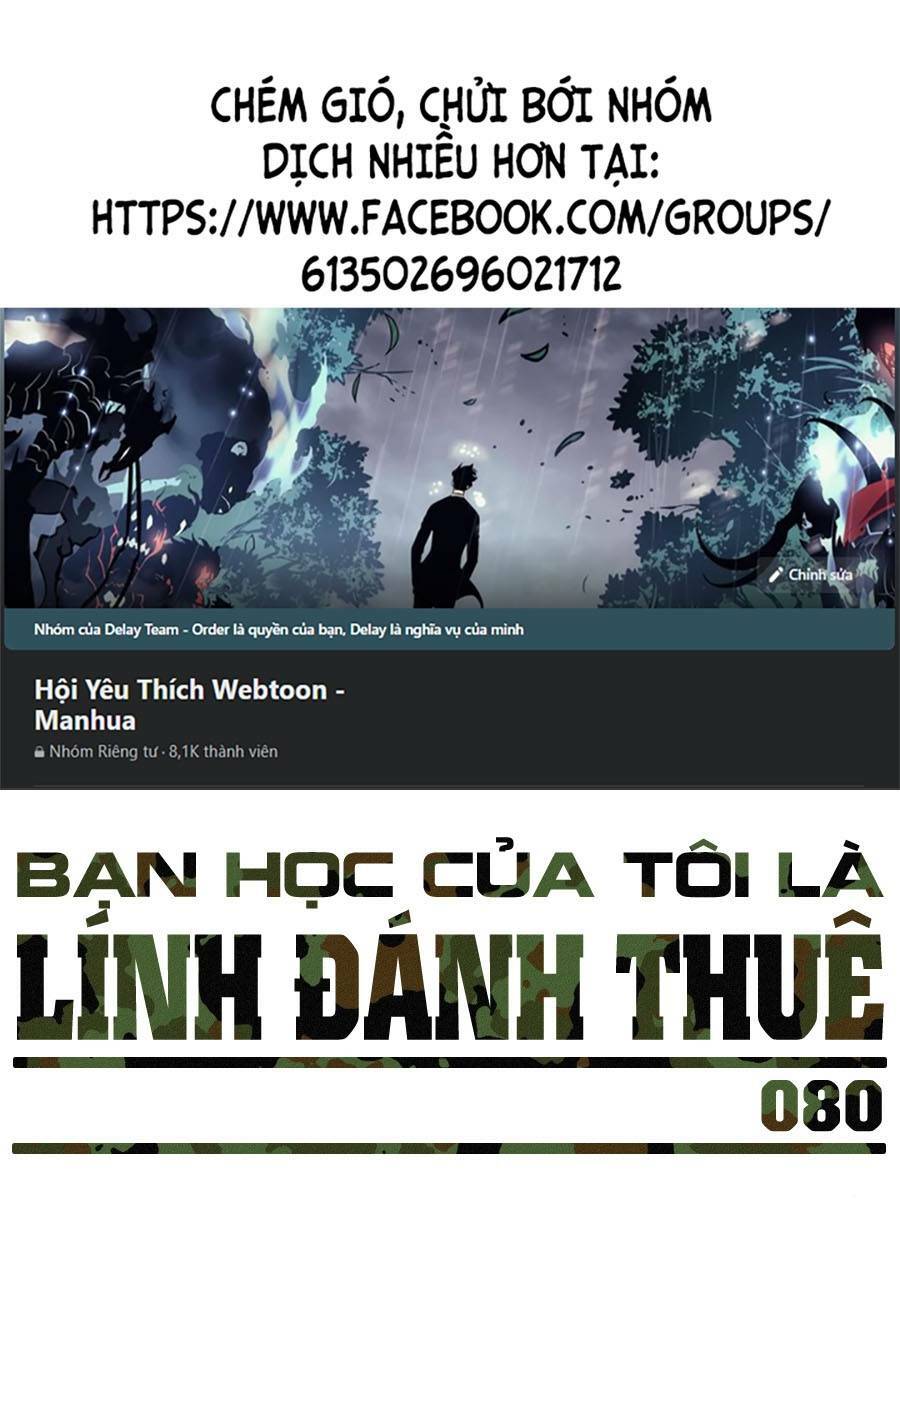 CHÉM GIÓ, CHỬI BỚI NHÓM
DỊCH NHIỀU HƠN TẠI:
HTTPS://WWW.FACEBOOK.COM/GROUPS/
613502696021712
Chỉnh sửa
Nhóm của Delay Team - Order là quyền của bạn, Delay là nghĩa vụ của mình
Hội Yêu Thích Webtoon -
Manhua
Nhóm Riêng tư · 8,1K thành viên
BẠN HỌC CỦA TÔI LÀ
LÍNH ĐÁNH THUÊ
080